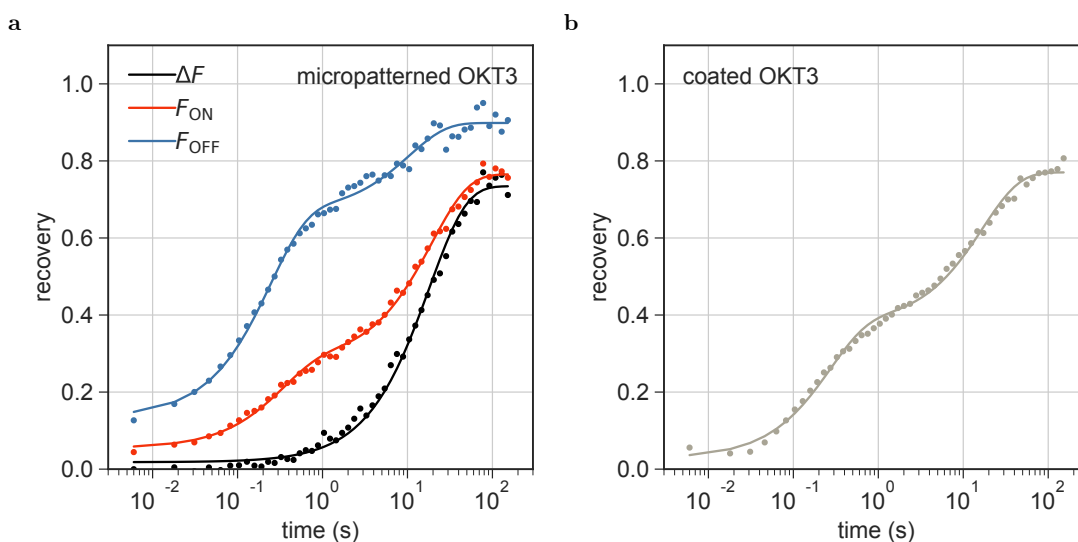 a
micropatterned OKT3
ΔF
F_ON
F_OFF
1.0
0.8
0.6
0.4
0.2
0.0
recovery
10^-2 10^-1 10^0 10^1 10^2
time (s)
b
coated OKT3
1.0
0.8
0.6
0.4
0.2
0.0
recovery
10^-2 10^-1 10^0 10^1 10^2
time (s)